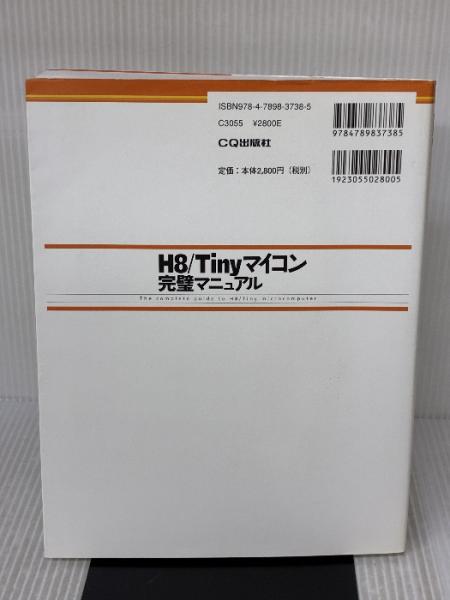 ISBN978-4-7898-3738-5
C3055 ¥2800E
CQ出版社
定価：本体2,800円（税別）
9784789837385
1923055028005
H8/Tinyマイコン
完璧マニュアル
The complete guide to H8/Tiny microcomputer